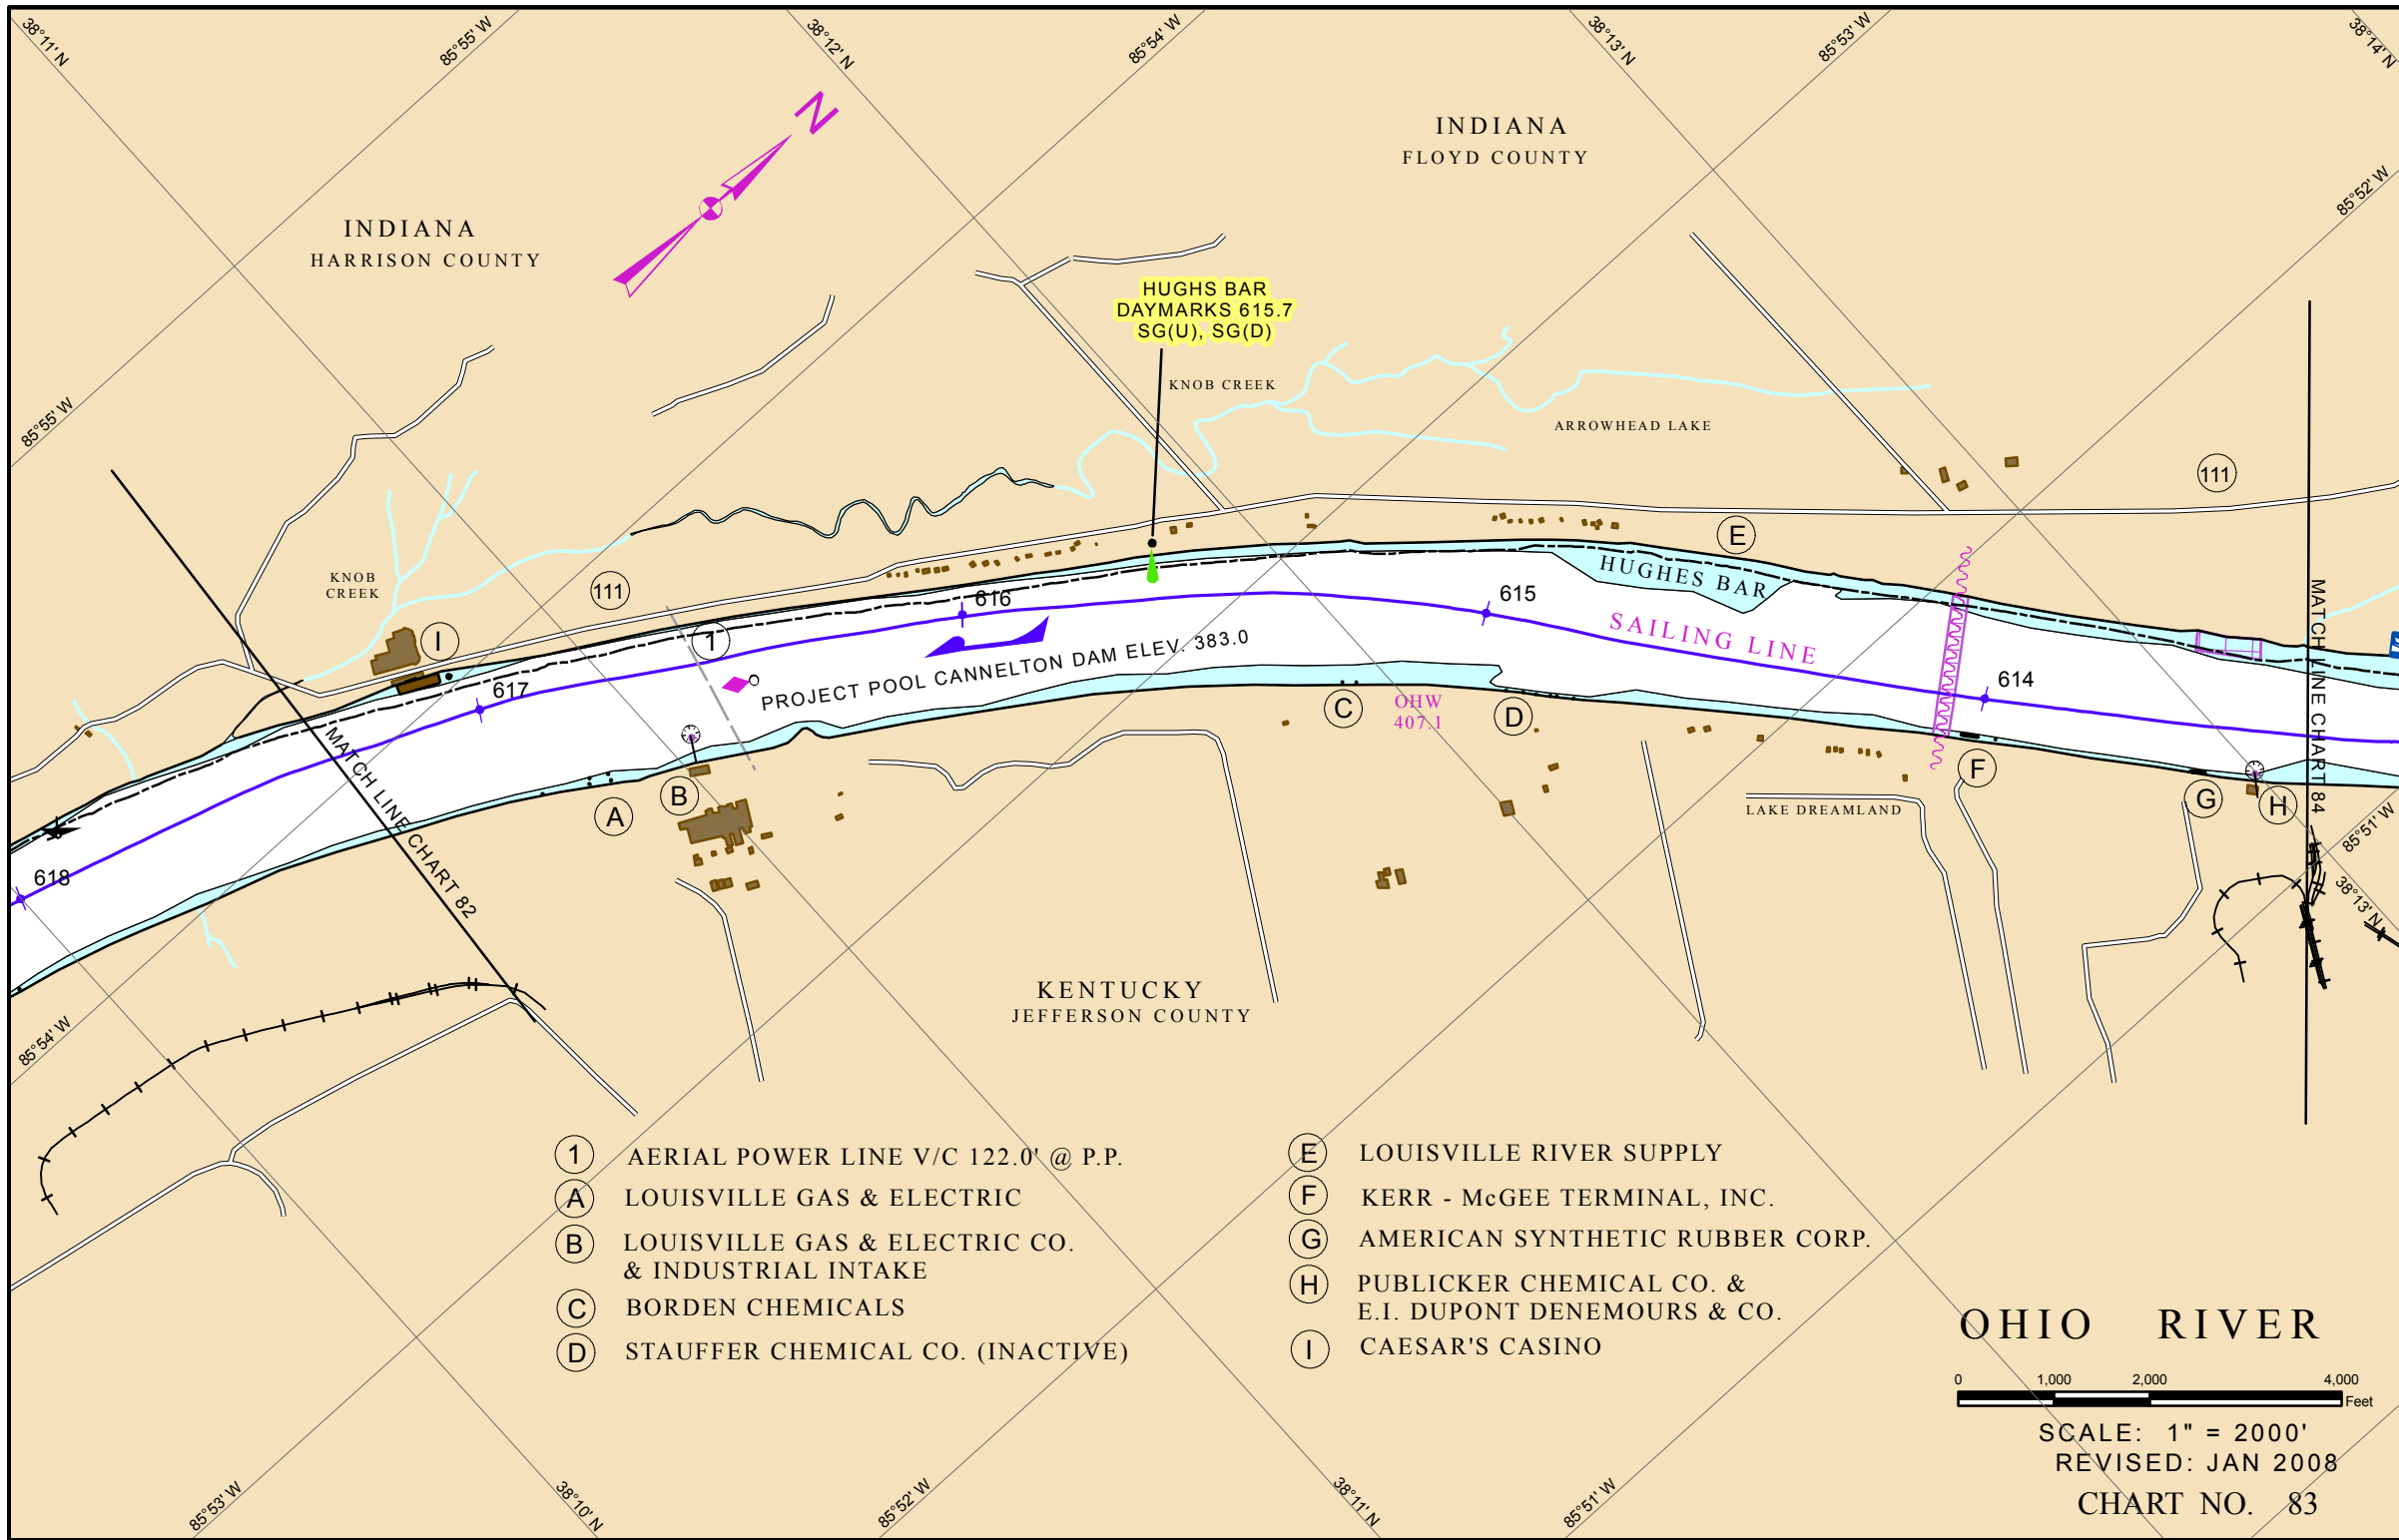 38°11' N
85°55' W
38°12' N
85°54' W
38°13' N
85°53' W
38°14' N
N
INDIANA
FLOYD COUNTY
INDIANA
HARRISON COUNTY
85°52' W
HUGHS BAR
DAYMARKS 615.7
SG(U), SG(D)
KNOB CREEK
85°55' W
ARROWHEAD LAKE
111
E
KNOB
CREEK
111
HUGHES BAR
616
615
SAILING LINE
I
1
PROJECT POOL CANNELTON DAM ELEV. 383.0
617
614
MATCH LINE CHART 84
C
OHW
407.1
D
MATCH LINE CHART 82
A
B
F
G
H
LAKE DREAMLAND
85°51' W
618
38°13' N
KENTUCKY
JEFFERSON COUNTY
85°54' W
1 AERIAL POWER LINE V/C 122.0' @ P.P.
A LOUISVILLE GAS & ELECTRIC
B LOUISVILLE GAS & ELECTRIC CO.
& INDUSTRIAL INTAKE
C BORDEN CHEMICALS
D STAUFFER CHEMICAL CO. (INACTIVE)
E LOUISVILLE RIVER SUPPLY
F KERR - McGEE TERMINAL, INC.
G AMERICAN SYNTHETIC RUBBER CORP.
H PUBLICKER CHEMICAL CO. &
E.I. DUPONT DENEMOURS & CO.
I CAESAR'S CASINO
OHIO RIVER
0 1,000 2,000 4,000
Feet
SCALE: 1" = 2000'
REVISED: JAN 2008
CHART NO. 83
85°53' W
38°10' N
85°52' W
38°11' N
85°51' W